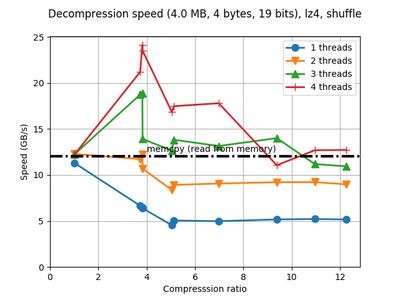 Decompression speed (4.0 MB, 4 bytes, 19 bits), lz4, shuffle
25
20
15
10
5
0
Speed (GB/s)
1 threads
2 threads
3 threads
4 threads
memcpy (read from memory)
0 2 4 6 8 10 12
Compresssion ratio